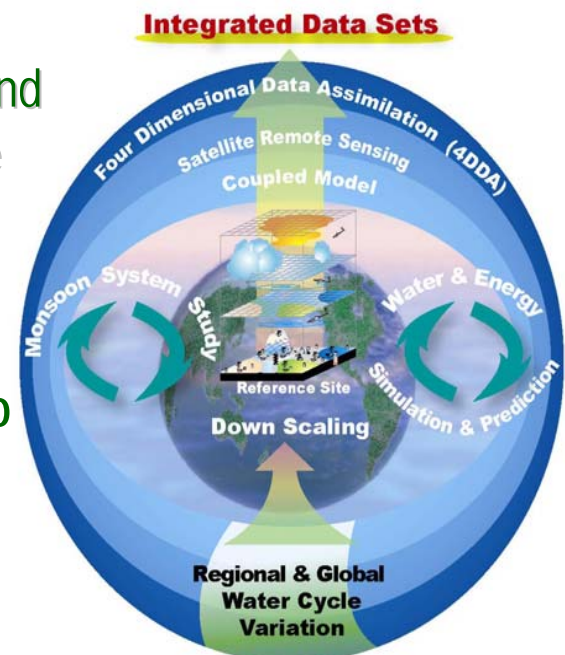 Integrated Data Sets
nd
Four Dimensional Data Assimilation (4DDA)
Satellite Remote Sensing
Coupled Model
Monsoon System Study
Water & Energy
Simulation & Prediction
Reference Site
Down Scaling
Regional & Global
Water Cycle
Variation